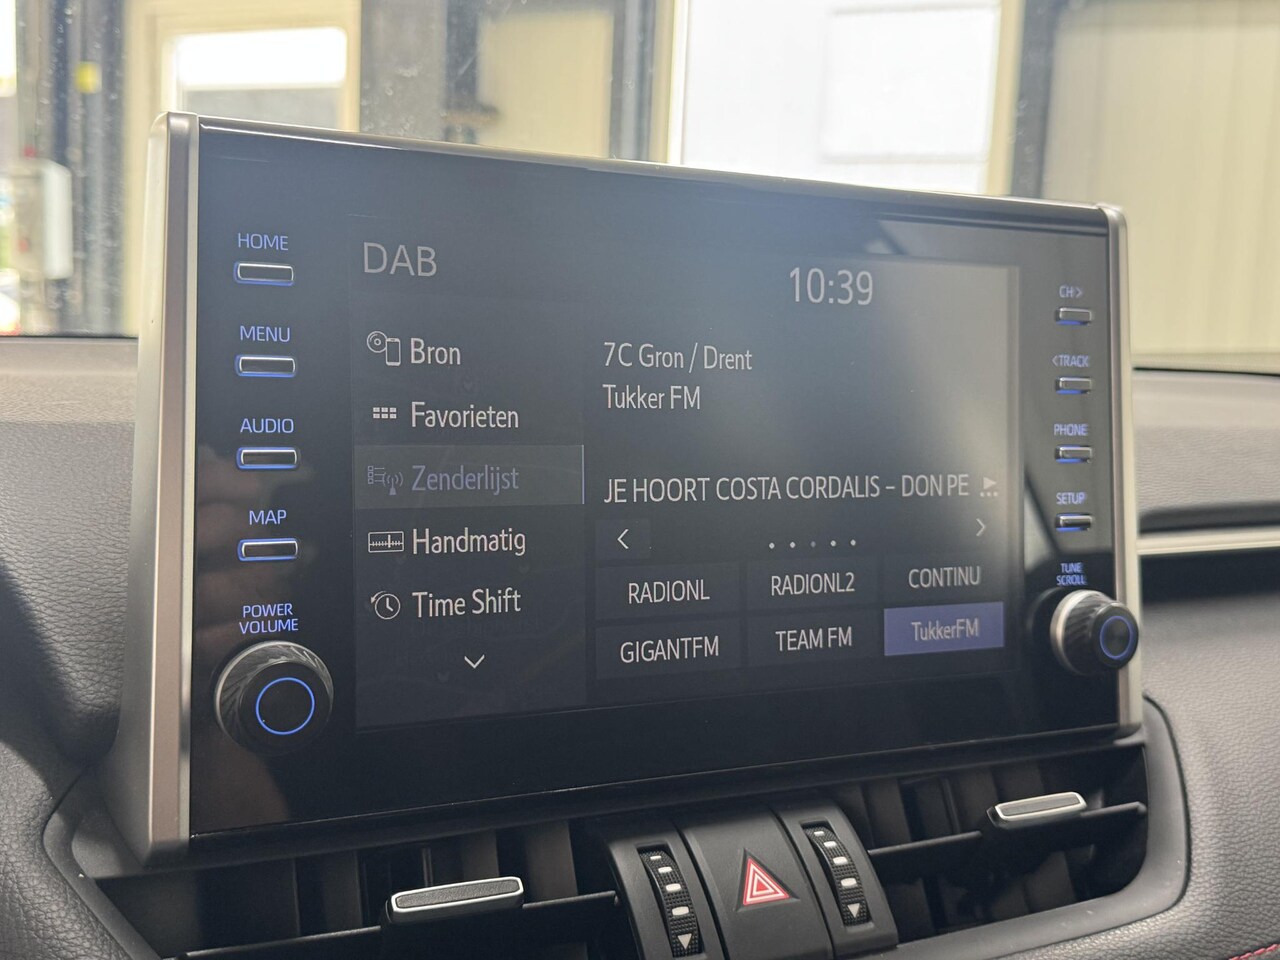 HOME
MENU
AUDIO
MAP
POWER
VOLUME
DAB
10:39
Bron
Favorieten
Zenderlijst
Handmatig
Time Shift
7C Gron / Drent
Tukker FM
JE HOORT COSTA CORDALIS – DON PE
RADIONL
RADIONL2
CONTINU
GIGANTFM
TEAM FM
TukkerFM
CH>
<TRACK
PHONE
SETUP
TUNE
SCROLL